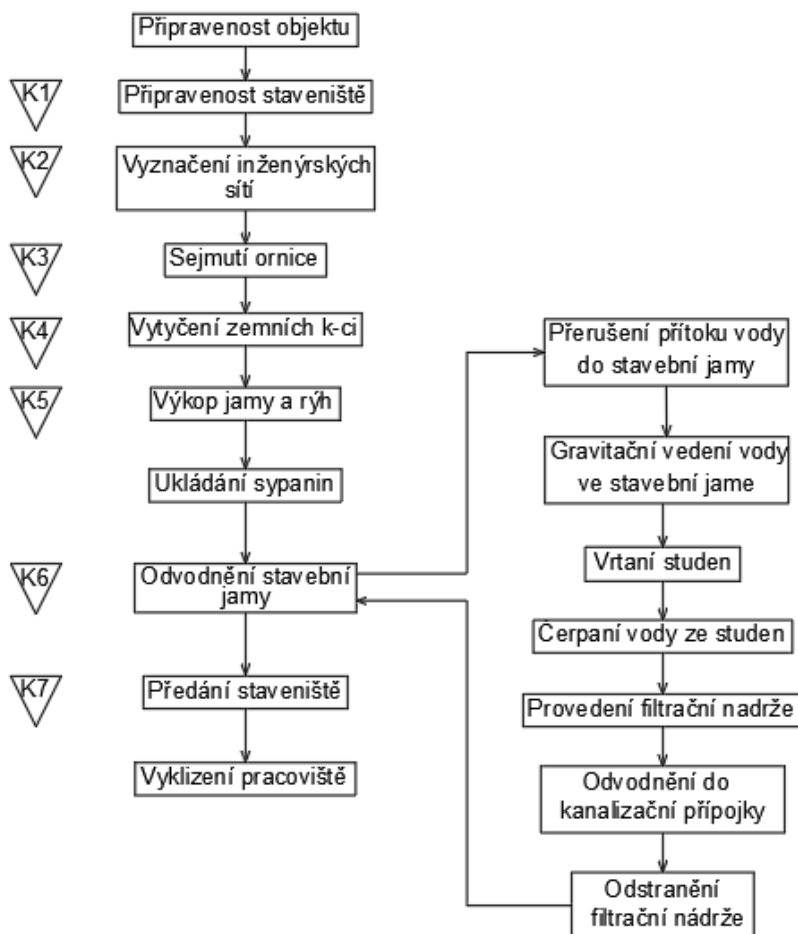 Připravenost objektu
K1
Připravenost staveniště
K2
Vyznačení inženýrských
sítí
K3
Sejmutí ornice
K4
Vytyčení zemních k-ci
K5
Výkop jamy a rýh
Ukládání sypanin
K6
Odvodnění stavební
jamy
K7
Předání staveniště
Vyklizení pracoviště
Přerušení přítoku vody
do stavební jamy
Gravitační vedení vody
ve stavební jame
Vrtaní studen
Čerpaní vody ze studen
Provedení filtrační nadrže
Odvodnění do
kanalizační přípojky
Odstranění
filtrační nádrže